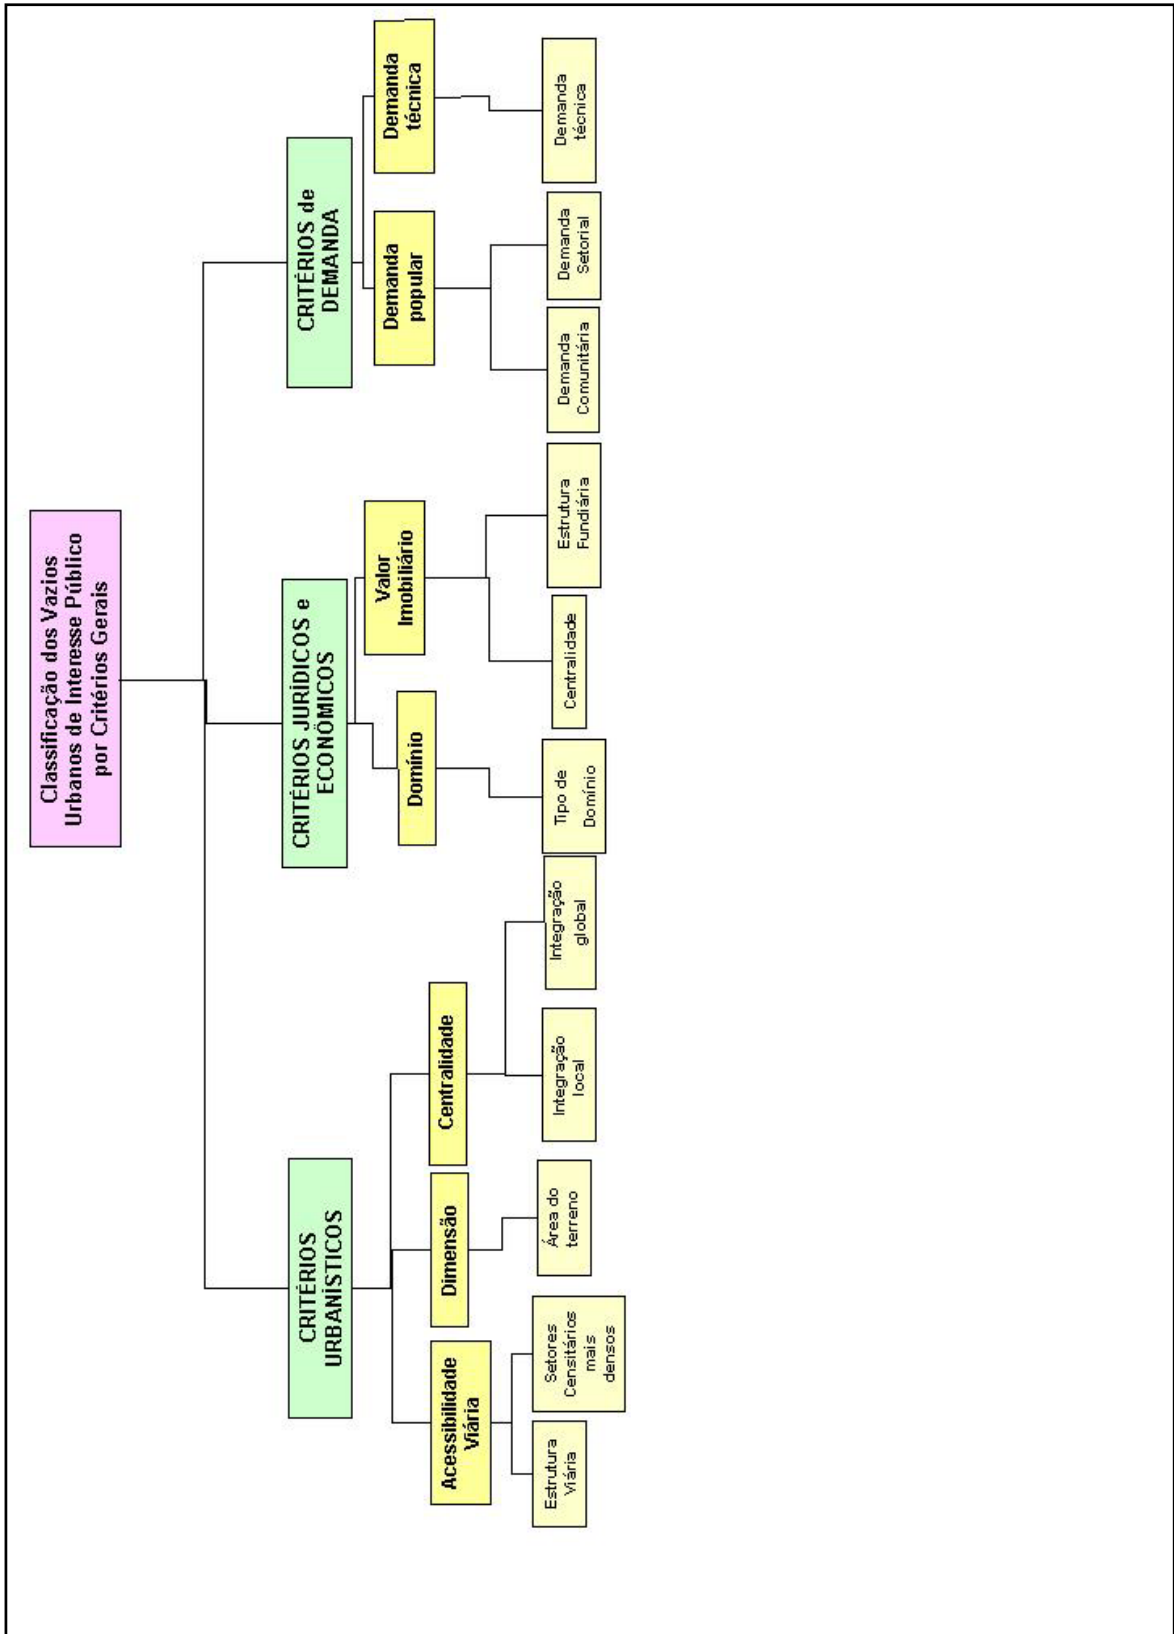 Classificação dos Vazios
Urbanos de Interesse Público
por Critérios Gerais
CRITÉRIOS
URBANÍSTICOS
CRITÉRIOS JURÍDICOS e
ECONÔMICOS
CRITÉRIOS de
DEMANDA
Acessibilidade
Viária
Dimensão
Centralidade
Domínio
Valor
Imobiliário
Demanda
popular
Demanda
técnica
Estrutura
Viária
Setores
Censitários
mais
densos
Área do
terreno
Integração
local
Integração
global
Tipo de
Domínio
Centralidade
Estrutura
Fundiária
Demanda
Comunitária
Demanda
Setorial
Demanda
técnica